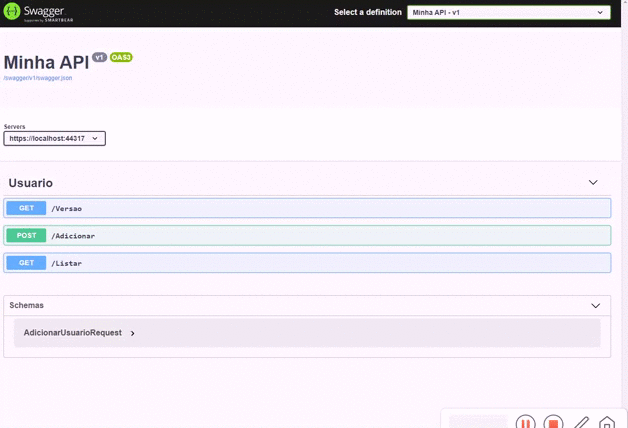 Swagger
Supported by SMARTBEAR
Select a definition
Minha API - v1
Minha API v1 OAS3
/swagger/v1/swagger.json
Servers
https://localhost:44317
Usuario
GET /Versao
POST /Adicionar
GET /Listar
Schemas
AdicionarUsuarioRequest